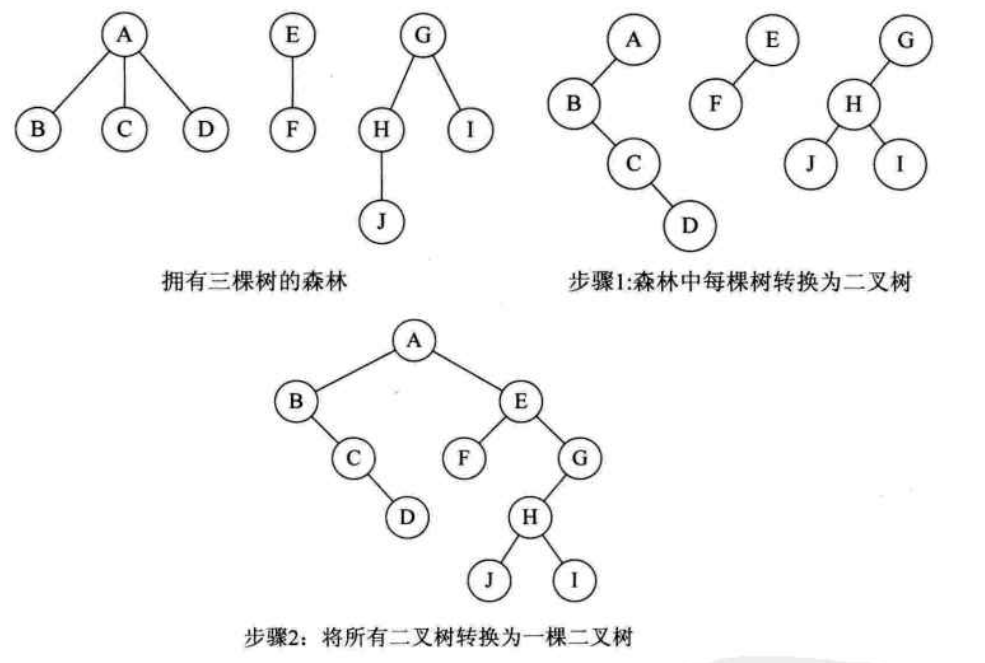 A E G A E G
B C D F H I B F H
J C J I
D
拥有三棵树的森林 步骤1:森林中每棵树转换为二叉树
A
B E
C F G
D H
J I
步骤2：将所有二叉树转换为一棵二叉树